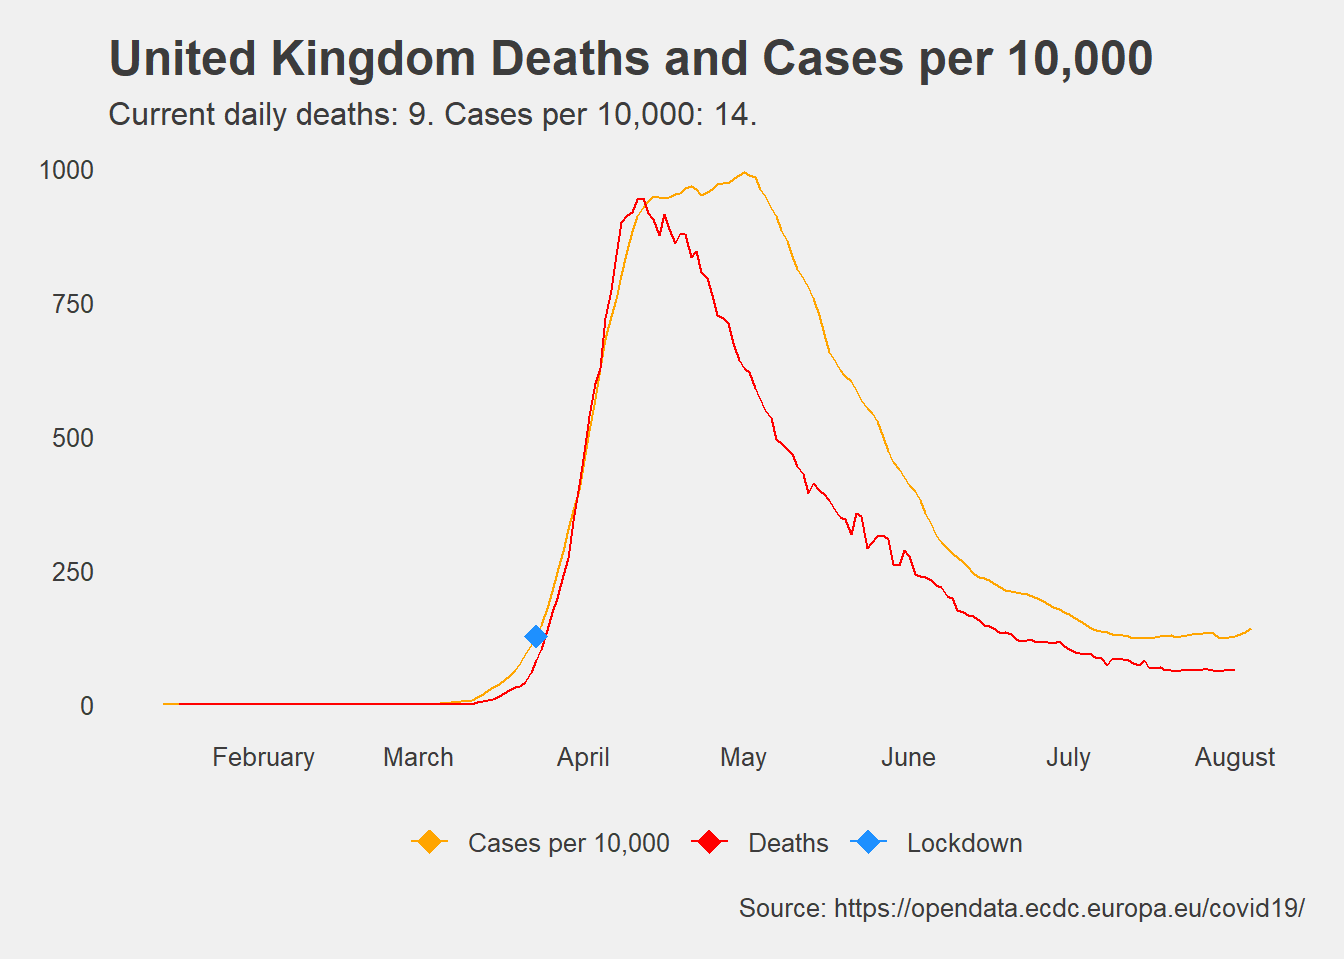 United Kingdom Deaths and Cases per 10,000
Current daily deaths: 9. Cases per 10,000: 14.
1000
750
500
250
0
February March April May June July August
Cases per 10,000 Deaths Lockdown
Source: https://opendata.ecdc.europa.eu/covid19/